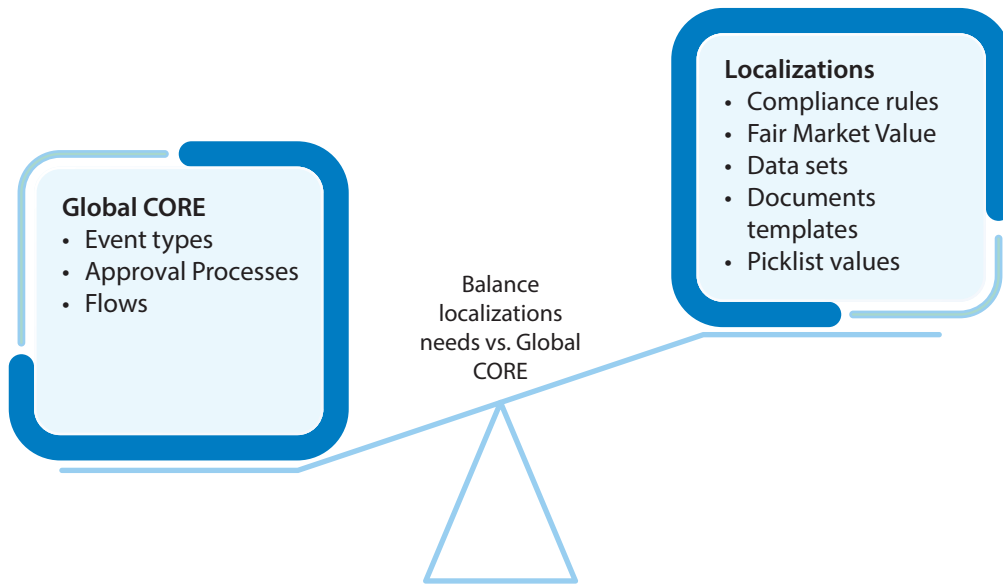 Global CORE
• Event types
• Approval Processes
• Flows
Balance
localizations
needs vs. Global
CORE
Localizations
• Compliance rules
• Fair Market Value
• Data sets
• Documents
templates
• Picklist values